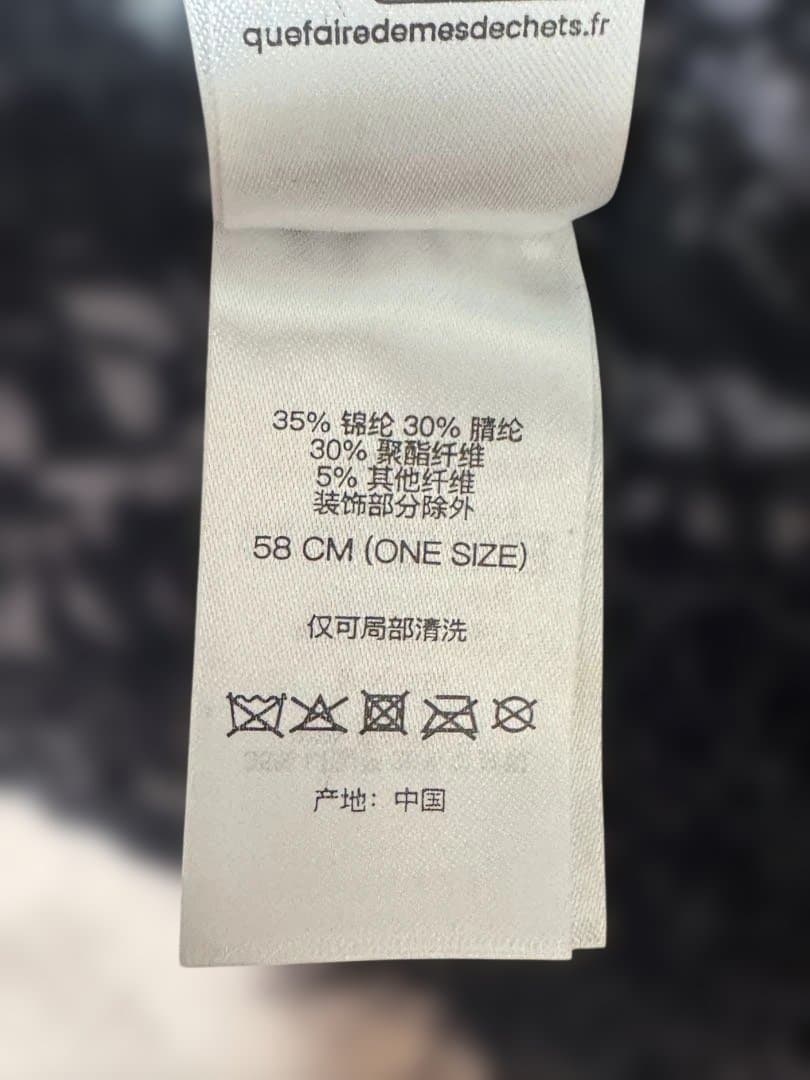 quefairedemesdechets.fr
35% 锦纶 30% 腈纶
30% 聚酯纤维
5% 其他纤维
装饰部分除外
58 CM (ONE SIZE)
仅可局部清洗
产地：中国